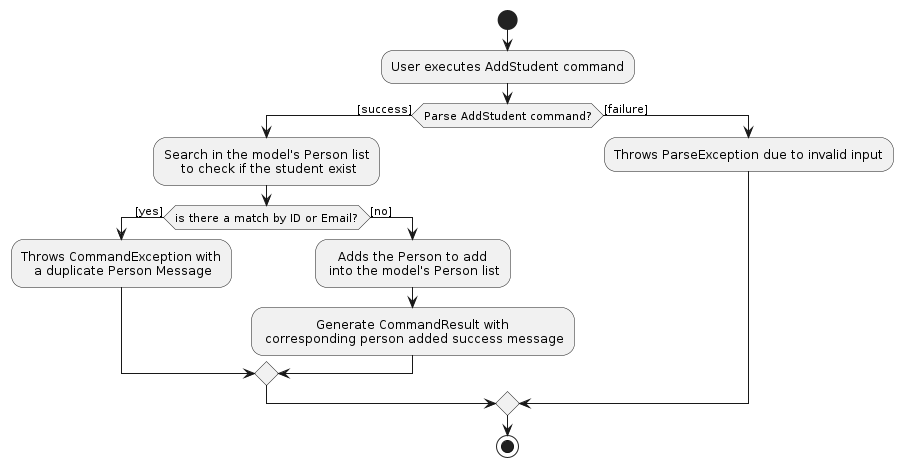 User executes AddStudent command
[success]
Parse AddStudent command?
[failure]
Search in the model's Person list
to check if the student exist
Throws ParseException due to invalid input
[yes]
is there a match by ID or Email?
[no]
Throws CommandException with
a duplicate Person Message
Adds the Person to add
into the model's Person list
Generate CommandResult with
corresponding person added success message